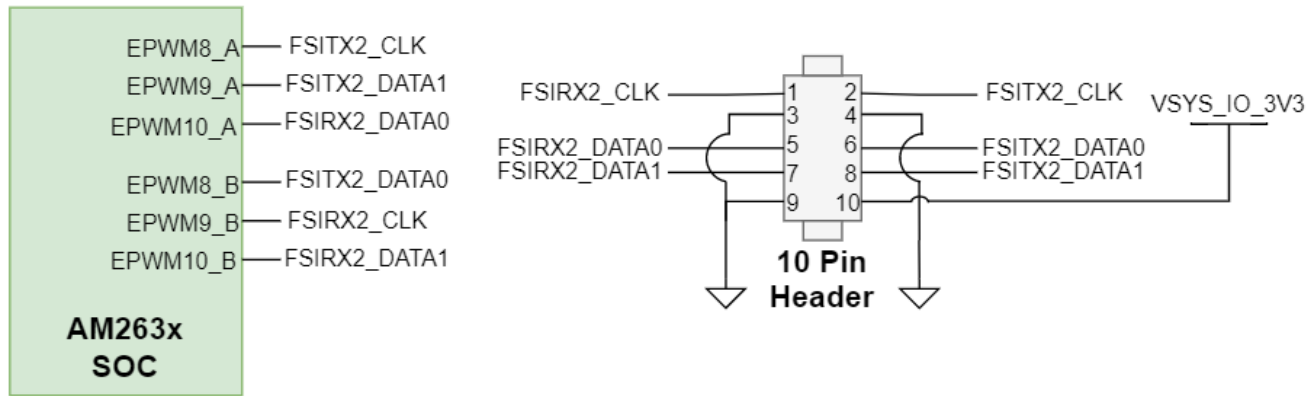 EPWM8_A FSITX2_CLK
EPWM9_A FSITX2_DATA1
EPWM10_A FSIRX2_DATA0
EPWM8_B FSITX2_DATA0
EPWM9_B FSIRX2_CLK
EPWM10_B FSIRX2_DATA1
AM263x
SOC
FSIRX2_CLK 1 2 FSITX2_CLK
VSYS_IO_3V3
3 4
FSIRX2_DATA0 5 6 FSITX2_DATA0
FSIRX2_DATA1 7 8 FSITX2_DATA1
9 10
10 Pin
Header